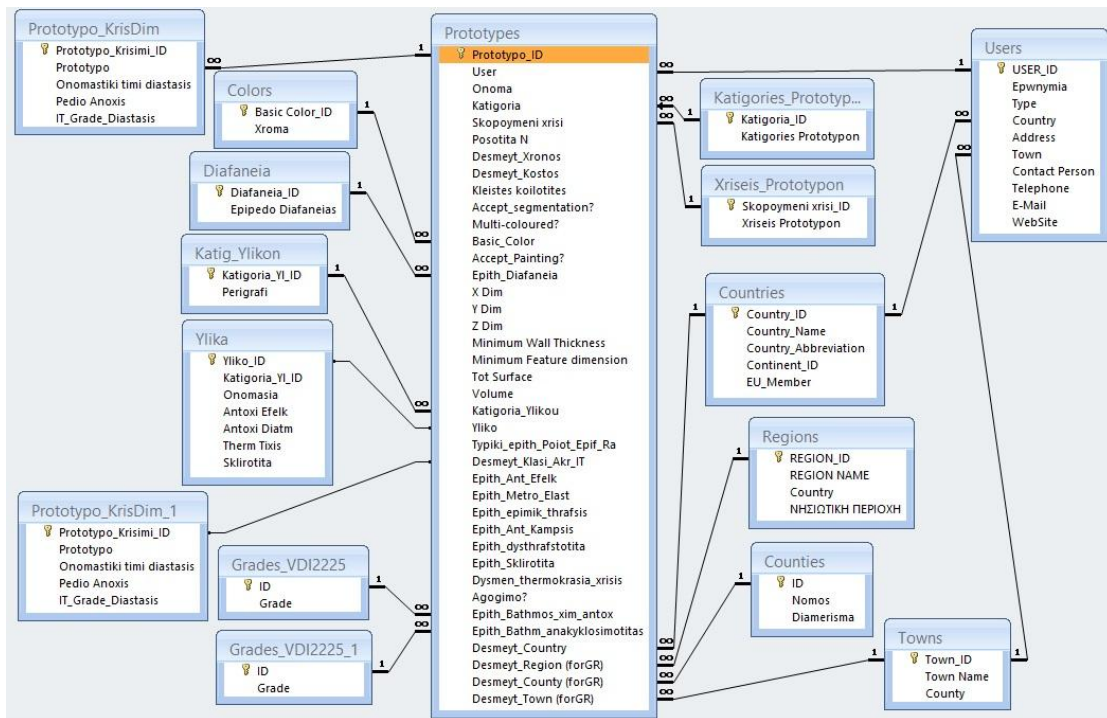 Prototypo_KrisDim
Prototypo_Krisimi_ID
Prototypo
Onomastiki timi diastasis
Pedio Anoxis
IT_Grade_Diastasis
Colors
Basic Color_ID
Xroma
Diafaneia
Diafaneia_ID
Epipedo Diafaneias
Katig_Ylikon
Katigoria_Yl_ID
Perigrafi
Ylika
Yliko_ID
Katigoria_Yl_ID
Onomasia
Antoxi Efelk
Antoxi Diatm
Therm Tixis
Sklirotita
Prototypo_KrisDim_1
Prototypo_Krisimi_ID
Prototypo
Onomastiki timi diastasis
Pedio Anoxis
IT_Grade_Diastasis
Grades_VDI2225
ID
Grade
Grades_VDI2225_1
ID
Grade
Prototypes
Prototypo_ID
User
Onoma
Katigoria
Skopoymeni xrisi
Posotita N
Desmeyt_Xronos
Desmeyt_Kostos
Kleistes koilotites
Accept_segmentation?
Multi-coloured?
Basic_Color
Accept_Painting?
Epith_Diafaneia
X Dim
Y Dim
Z Dim
Minimum Wall Thickness
Minimum Feature dimension
Tot Surface
Volume
Katigoria_Ylikou
Yliko
Typiki_epith_Poiot_Epif_Ra
Desmeyt_Klasi_Akr_IT
Epith_Ant_Efelk
Epith_Metro_Elast
Epith_epimik_thrafsis
Epith_Ant_Kampsis
Epith_dysthrafstotita
Epith_Sklirotita
Dysmen_thermokrasia_xrisis
Agogimo?
Epith_Bathmos_xim_antox
Epith_Bathm_anakyklosimotitas
Desmeyt_Country
Desmeyt_Region (forGR)
Desmeyt_County (forGR)
Desmeyt_Town (forGR)
Katigories_Prototyp...
Katigoria_ID
Katigories Prototypon
Xriseis_Prototypon
Skopoymeni xrisi_ID
Xriseis Prototypon
Countries
Country_ID
Country_Name
Country_Abbreviation
Continent_ID
EU_Member
Regions
REGION_ID
REGION NAME
Country
ΝΗΣΙΩΤΙΚΗ ΠΕΡΙΟΧΗ
Counties
ID
Nomos
Diamerisma
Towns
Town_ID
Town Name
County
Users
USER_ID
Epwnymia
Type
Country
Address
Town
Contact Person
Telephone
E-Mail
WebSite